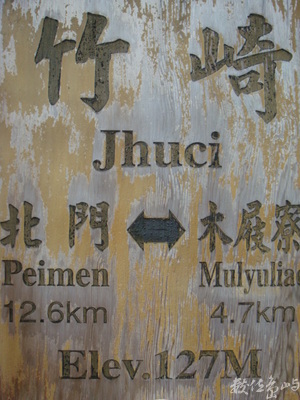 竹崎
Jhuci
北門 木屐寮
Peimen Mulyuliao
12.6km 4.7km
Elev.127M